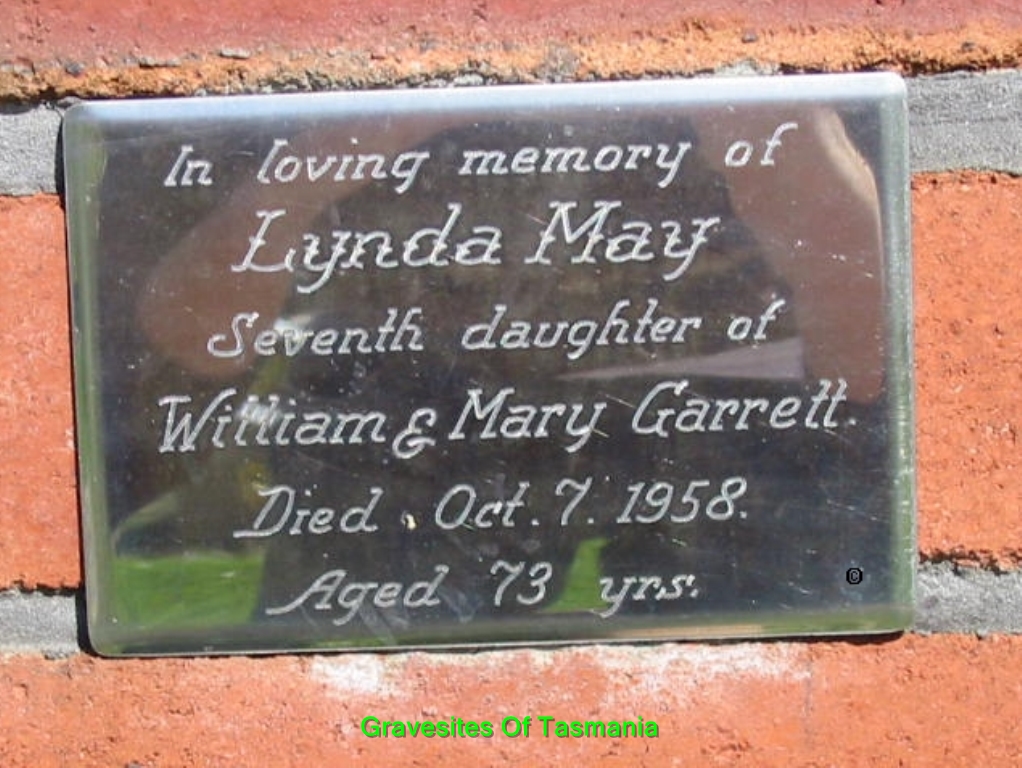 In loving memory of
Lynda May
Seventh daughter of
William & Mary Garrett.
Died Oct. 7. 1958.
Aged 73 yrs.
©
Gravesites Of Tasmania